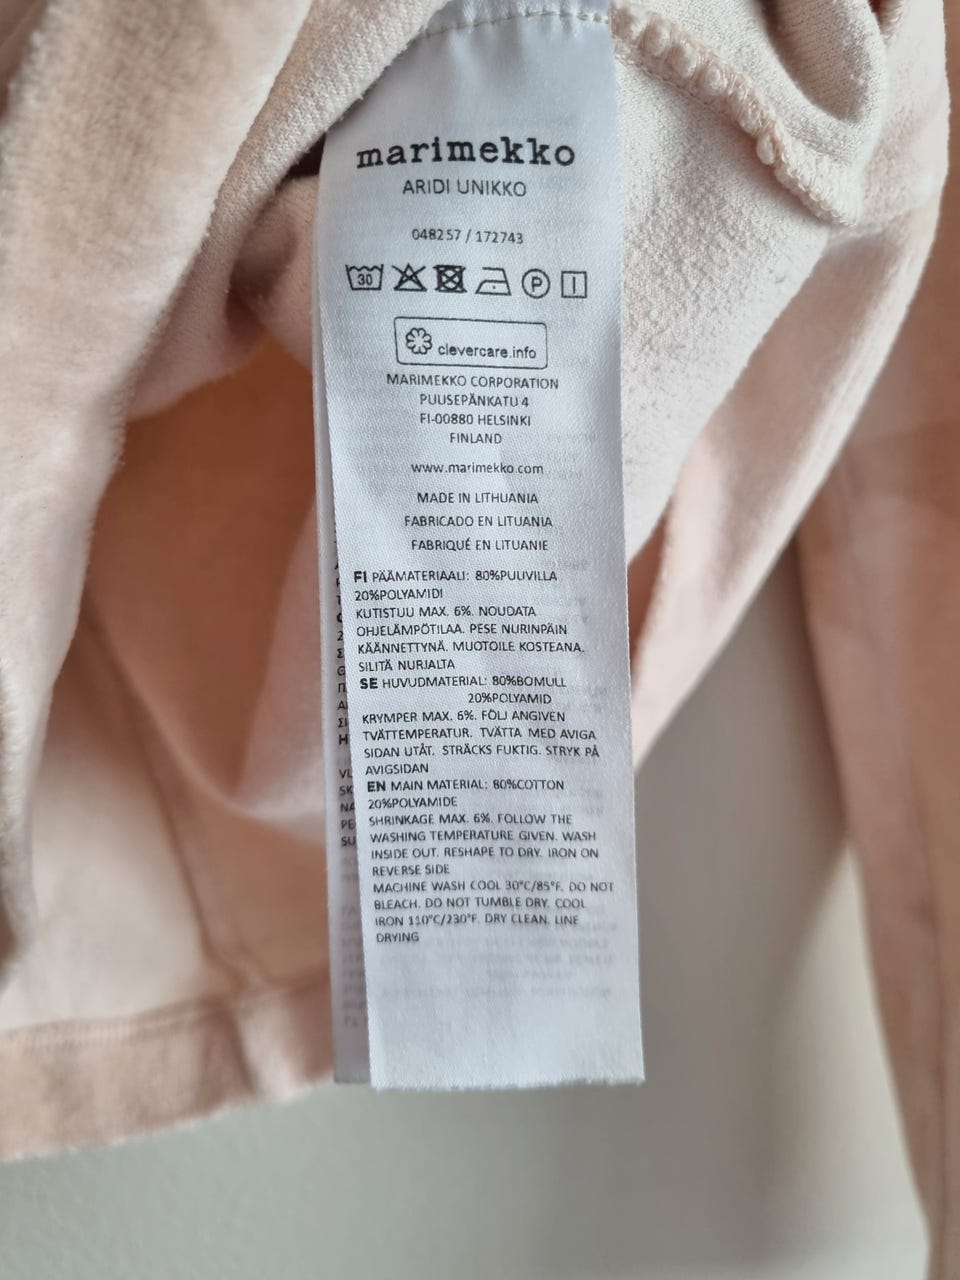 marimekko
ARIDI UNIKKO
048257 / 172743
30
P
clevercare.info
MARIMEKKO CORPORATION
PUUSEPÄNKATU 4
FI-00880 HELSINKI
FINLAND
www.marimekko.com
MADE IN LITHUANIA
FABRICADO EN LITUANIA
FABRIQUÉ EN LITUANIE
FI PÄÄMATERIAALI: 80%PUUVILLA
20%POLYAMIDI
KUTISTUU MAX. 6%. NOUDATA
OHJELÄMPÖTILAA. PESE NURINPÄIN
KÄÄNNETTYNÄ. MUOTOILE KOSTEANA.
SILITÄ NURJALTA
SE HUVUDMATERIAL: 80%BOMULL
20%POLYAMID
KRYMPER MAX. 6%. FÖLJ ANGIVEN
TVÄTTEMPERATUR. TVÄTTA MED AVIGA
SIDAN UTÅT. STRÄCKS FUKTIG. STRYK PÅ
AVIGSIDAN
EN MAIN MATERIAL: 80%COTTON
20%POLYAMIDE
SHRINKAGE MAX. 6%. FOLLOW THE
WASHING TEMPERATURE GIVEN. WASH
INSIDE OUT. RESHAPE TO DRY. IRON ON
REVERSE SIDE
MACHINE WASH COOL 30°C/85°F. DO NOT
BLEACH. DO NOT TUMBLE DRY. COOL
IRON 110°C/230°F. DRY CLEAN. LINE
DRYING